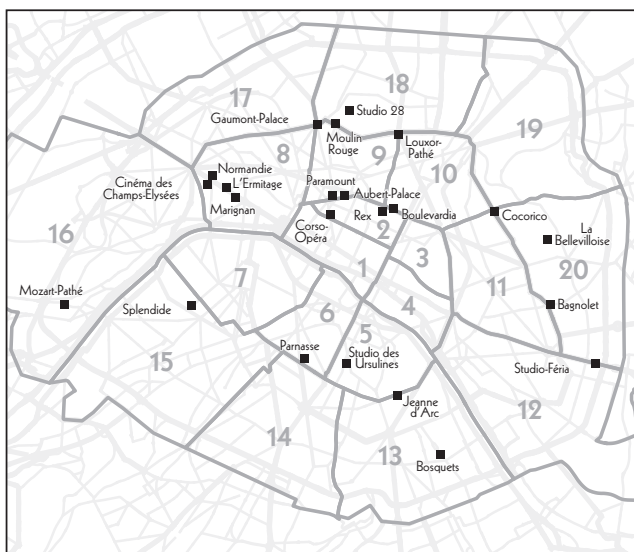 18
Studio 28
17
Gaumont-Palace
19
Moulin-
Rouge
Louxor-
Pathé
8
9
10
Normandie
Cinéma des
Champs-Elysées
L'Ermitage
Paramount
Aubert-Palace
Marignan
Rex
Boulevardia
Cocorico
2
La
Bellevilloise
Corso-
Opéra
16
3
1
11
20
7
Mozart-Pathé
Splendide
4
Bagnolet
6
5
Parnasse
Studio des
Ursulines
Studio-Féria
15
12
Jeanne
d'Arc
14
13
Bosquets